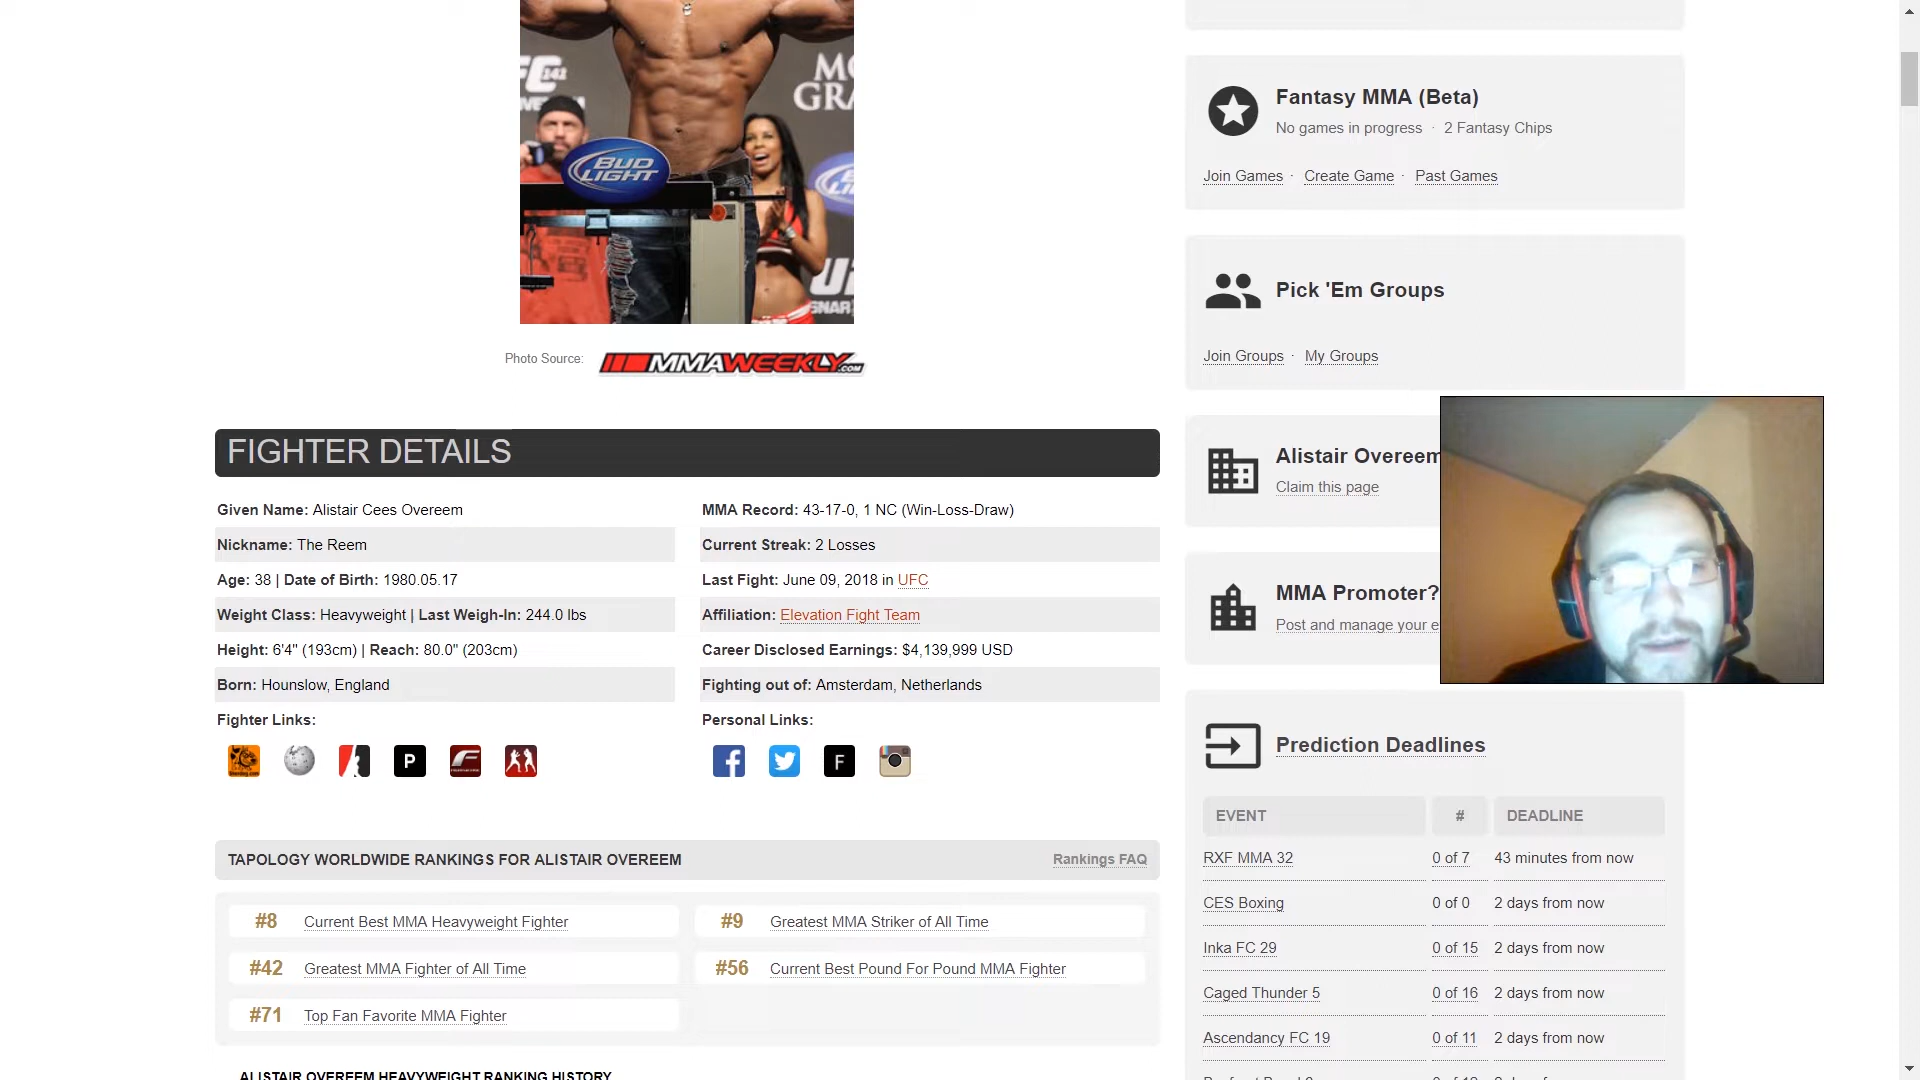 FC 141
MG
GRA
BUD
LIGHT
SNAR
Photo Source:
MMAWEEKLY.COM
FIGHTER DETAILS
Given Name: Alistair Cees Overeem
Nickname: The Reem
Age: 38 | Date of Birth: 1980.05.17
Weight Class: Heavyweight | Last Weigh-In: 244.0 lbs
Height: 6'4" (193cm) | Reach: 80.0" (203cm)
Born: Hounslow, England
Fighter Links:
P
MMA Record: 43-17-0, 1 NC (Win-Loss-Draw)
Current Streak: 2 Losses
Last Fight: June 09, 2018 in UFC
Affiliation: Elevation Fight Team
Career Disclosed Earnings: $4,139,999 USD
Fighting out of: Amsterdam, Netherlands
Personal Links:
F
TAPOLOGY WORLDWIDE RANKINGS FOR ALISTAIR OVEREEM
Rankings FAQ
#8 Current Best MMA Heavyweight Fighter
#9 Greatest MMA Striker of All Time
#42 Greatest MMA Fighter of All Time
#56 Current Best Pound For Pound MMA Fighter
#71 Top Fan Favorite MMA Fighter
ALISTAIR OVEREEM HEAVYWEIGHT RANKING HISTORY
Fantasy MMA (Beta)
No games in progress · 2 Fantasy Chips
Join Games · Create Game · Past Games
Pick 'Em Groups
Join Groups · My Groups
Alistair Overeem
Claim this page
MMA Promoter?
Post and manage your e
Prediction Deadlines
EVENT # DEADLINE
RXF MMA 32 0 of 7 43 minutes from now
CES Boxing 0 of 0 2 days from now
Inka FC 29 0 of 15 2 days from now
Caged Thunder 5 0 of 16 2 days from now
Ascendancy FC 19 0 of 11 2 days from now